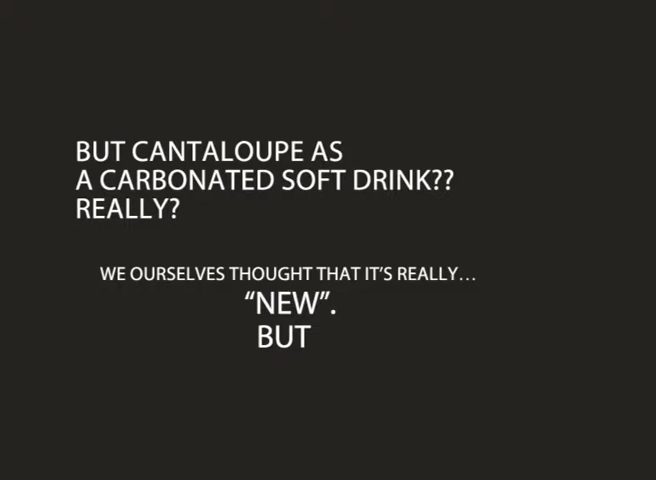 BUT CANTALOUPE AS
A CARBONATED SOFT DRINK??
REALLY?
WE OURSELVES THOUGHT THAT IT’S REALLY…
“NEW”.
BUT